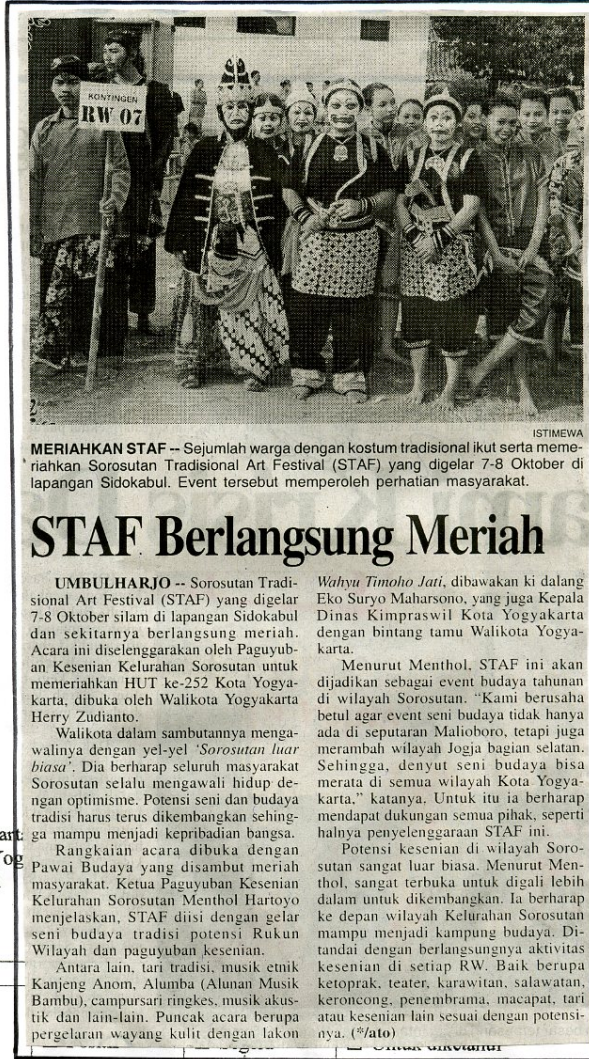 KONTINGEN
RW 07
ISTIMEWA
MERIAHKAN STAF -- Sejumlah warga dengan kostum tradisional ikut serta meme-
riahkan Sorosutan Tradisional Art Festival (STAF) yang digelar 7-8 Oktober di
lapangan Sidokabul. Event tersebut memperoleh perhatian masyarakat.
STAF Berlangsung Meriah
UMBULHARJO -- Sorosutan Tradi-
sional Art Festival (STAF) yang digelar
7-8 Oktober silam di lapangan Sidokabul
dan sekitarnya berlangsung meriah.
Acara ini diselenggarakan oleh Paguyub-
an Kesenian Kelurahan Sorosutan untuk
memeriahkan HUT ke-252 Kota Yogya-
karta, dibuka oleh Walikota Yogyakarta
Herry Zudianto.
Walikota dalam sambutannya menga-
walinya dengan yel-yel ‘Sorosutan luar
biasa’. Dia berharap seluruh masyarakat
Sorosutan selalu mengawali hidup de-
ngan optimisme. Potensi seni dan budaya
tradisi harus terus dikembangkan sehing-
ga mampu menjadi kepribadian bangsa.
Rangkaian acara dibuka dengan
Pawai Budaya yang disambut meriah
masyarakat. Ketua Paguyuban Kesenian
Kelurahan Sorosutan Menthol Hartoyo
menjelaskan, STAF diisi dengan gelar
seni budaya tradisi potensi Rukun
Wilayah dan paguyuban kesenian.
Antara lain, tari tradisi, musik etnik
Kanjeng Anom, Alumba (Alunan Musik
Bambu), campursari ringkes, musik akus-
tik dan lain-lain. Puncak acara berupa
pergelaran wayang kulit dengan lakon
Wahyu Timoho Jati, dibawakan ki dalang
Eko Suryo Maharsono, yang juga Kepala
Dinas Kimpraswil Kota Yogyakarta
dengan bintang tamu Walikota Yogya-
karta.
Menurut Menthol, STAF ini akan
dijadikan sebagai event budaya tahunan
di wilayah Sorosutan. “Kami berusaha
betul agar event seni budaya tidak hanya
ada di seputaran Malioboro, tetapi juga
merambah wilayah Jogja bagian selatan.
Sehingga, denyut seni budaya bisa
merata di semua wilayah Kota Yogya-
karta,” katanya. Untuk itu ia berharap
mendapat dukungan semua pihak, seperti
halnya penyelenggaraan STAF ini.
Potensi kesenian di wilayah Soro-
sutan sangat luar biasa. Menurut Men-
thol, sangat terbuka untuk digali lebih
dalam untuk dikembangkan. Ia berharap
ke depan wilayah Kelurahan Sorosutan
mampu menjadi kampung budaya. Di-
tandai dengan berlangsungnya aktivitas
kesenian di setiap RW. Baik berupa
ketoprak, teater, karawitan, salawatan,
keroncong, penembrama, macapat, tari
atau kesenian lain sesuai dengan potensi-
nya. (*/ato)
Untuk diketahui